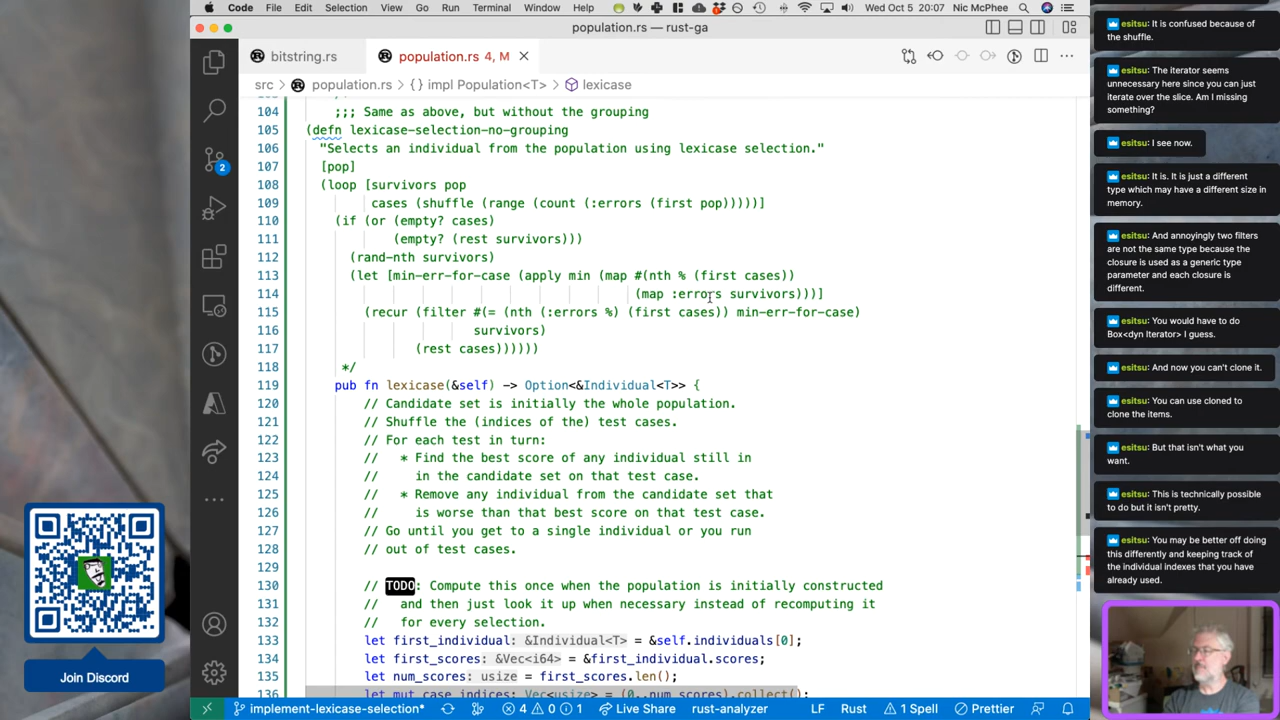 Code File Edit Selection View Go Run Terminal Window Help Wed Oct 5 20:07 Nic McPhee
population.rs — rust-ga
bitstring.rs population.rs 4, M
src > population.rs > {} impl Population<T> > lexicase
104 ;;; Same as above, but without the grouping
105 (defn lexicase-selection-no-grouping
106 "Selects an individual from the population using lexicase selection."
107 [pop]
108 (loop [survivors pop
109 cases (shuffle (range (count (:errors (first pop)))))]
110 (if (or (empty? cases)
111 (empty? (rest survivors)))
112 (rand-nth survivors)
113 (let [min-err-for-case (apply min (map #(nth % (first cases))
114 (map :errors survivors)))]
115 (recur (filter #(= (nth (:errors %) (first cases)) min-err-for-case)
116 survivors)
117 (rest cases))))))
118 */
119 pub fn lexicase(&self) -> Option<&Individual<T>> {
120 // Candidate set is initially the whole population.
121 // Shuffle the (indices of the) test cases.
122 // For each test in turn:
123 // * Find the best score of any individual still in
124 // in the candidate set on that test case.
125 // * Remove any individual from the candidate set that
126 // is worse than that best score on that test case.
127 // Go until you get to a single individual or you run
128 // out of test cases.
129
130 // TODO: Compute this once when the population is initially constructed
131 // and then just look it up when necessary instead of recomputing it
132 // for every selection.
133 let first_individual: &Individual<T> = &self.individuals[0];
134 let first_scores: &Vec<i64> = &first_individual.scores;
135 let num_scores: usize = first_scores.len();
136 let mut case_indices: Vec<usize> = (0..num_scores).collect();
2
implement-lexicase-selection* 4 0 1 Live Share rust-analyzer LF Rust 1 Spell Prettier
Join Discord
esitsu: It is confused because of
the shuffle.
esitsu: The iterator seems
unnecessary here since you can just
iterate over the slice. Am I missing
something?
esitsu: I see now.
esitsu: It is. It is just a different
type which may have a different size in
memory.
esitsu: And annoyingly two filters
are not the same type because the
closure is used as a generic type
parameter and each closure is
different.
esitsu: You would have to do
Box<dyn Iterator> I guess.
esitsu: And now you can't clone it.
esitsu: You can use cloned to
clone the items.
esitsu: But that isn't what you
want.
esitsu: This is technically possible
to do but it isn't pretty.
esitsu: You may be better off doing
this differently and keeping track of
the individual indexes that you have
already used.